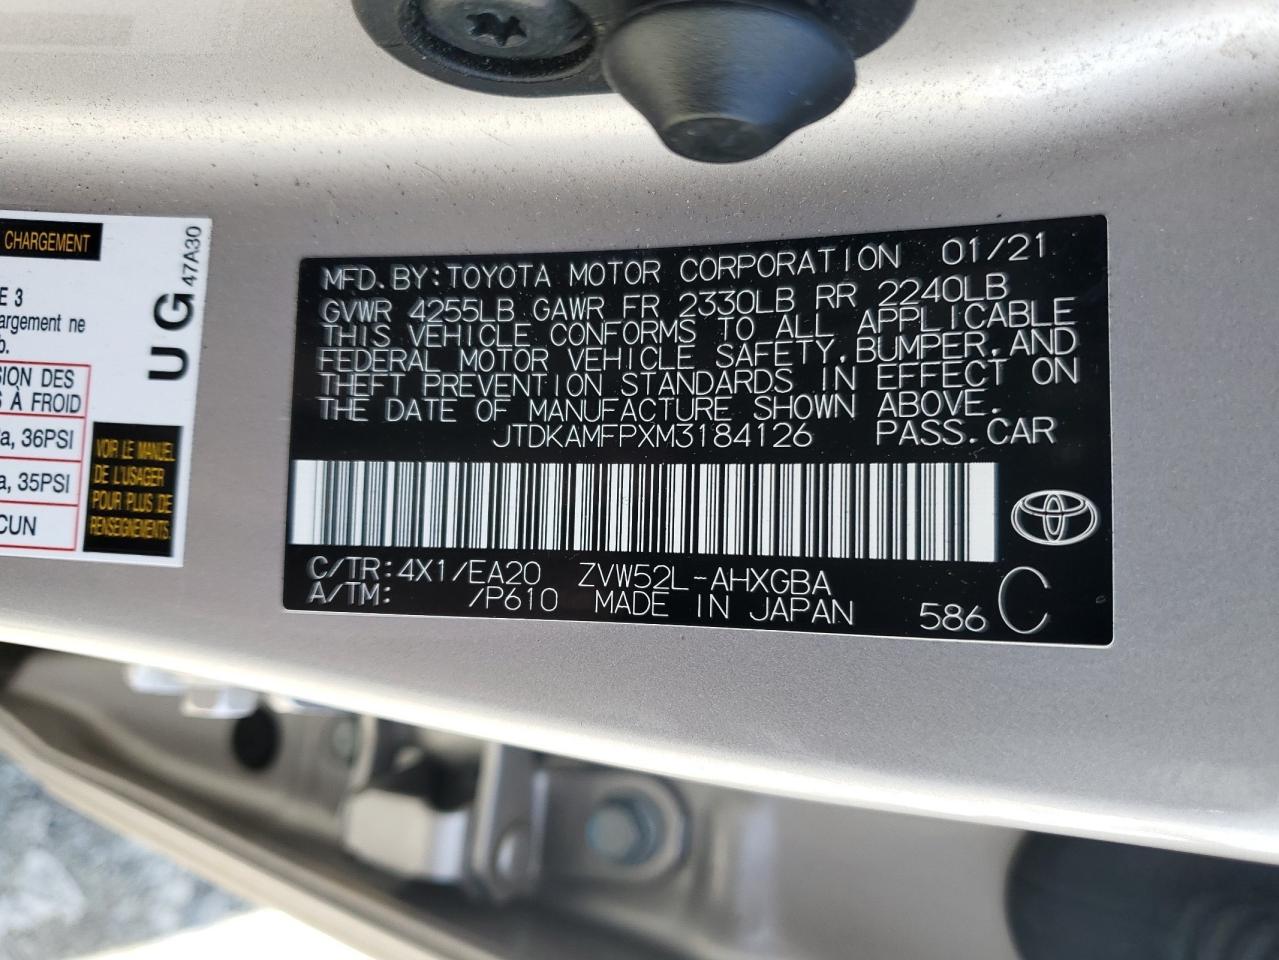 CHARGEMENT
47A30
UG
E 3
argement ne
b.
SION DES
S À FROID
a, 36PSI
a, 35PSI
CUN
VOIR LE MANUEL
DE L'USAGER
POUR PLUS DE
RENSEIGNEMENTS
MFD.BY:TOYOTA MOTOR CORPORATION 01/21
GVWR 4255LB GAWR FR 2330LB RR 2240LB
THIS VEHICLE CONFORMS TO ALL APPLICABLE
FEDERAL MOTOR VEHICLE SAFETY,BUMPER,AND
THEFT PREVENTION STANDARDS IN EFFECT ON
THE DATE OF MANUFACTURE SHOWN ABOVE.
JTDKAMFPXM3184126 PASS.CAR
C/TR:4X1/EA20 ZVW52L-AHXGBA
A/TM: /P610 MADE IN JAPAN 586 C